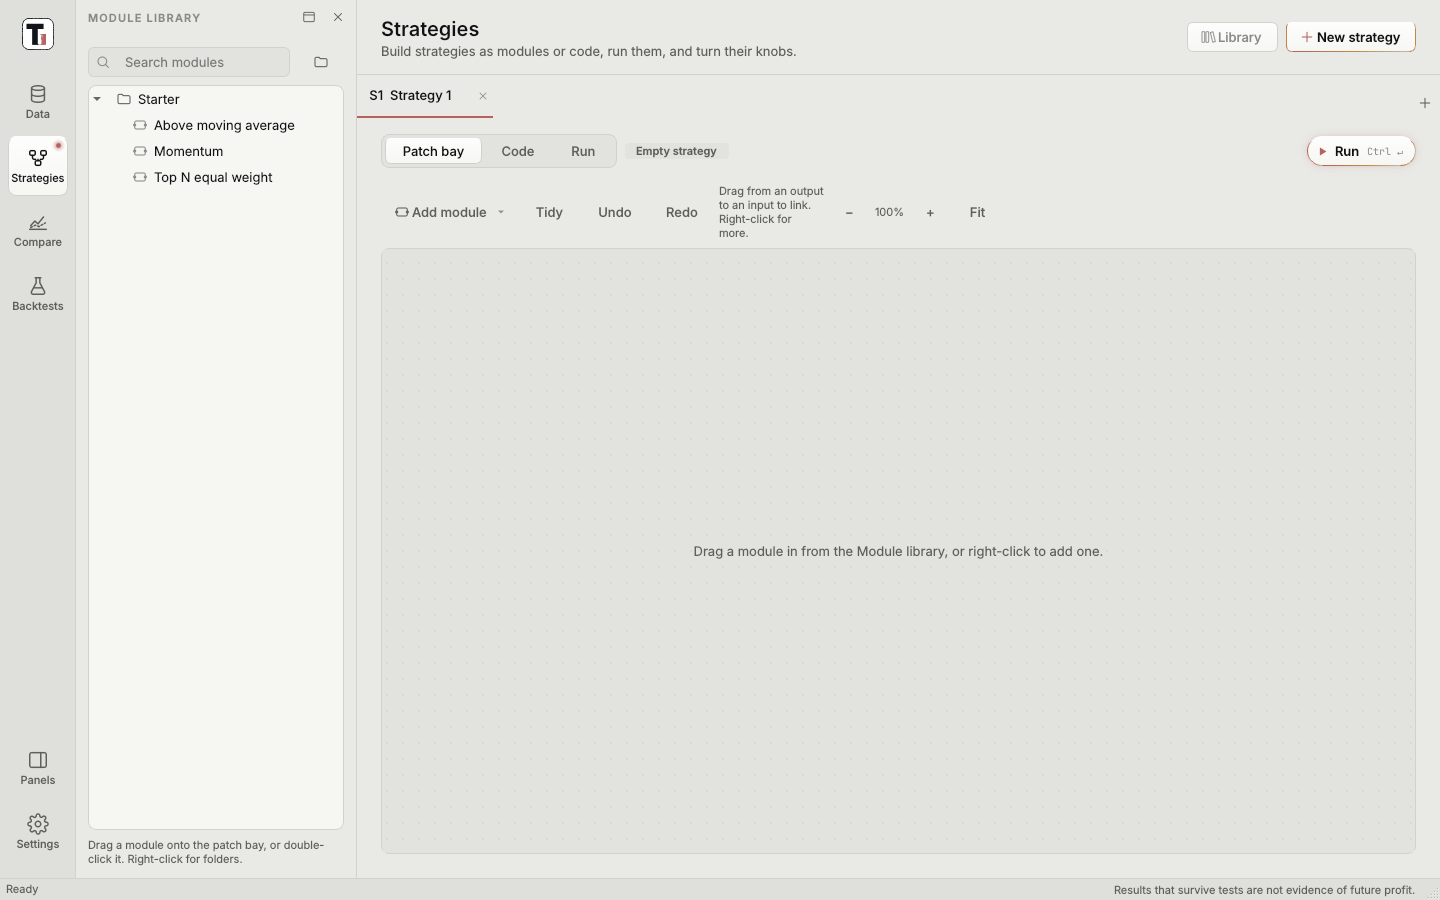 MODULE LIBRARY
Search modules
Starter
Above moving average
Momentum
Top N equal weight
Drag a module onto the patch bay, or double-
click it. Right-click for folders.
Data
Strategies
Compare
Backtests
Panels
Settings
Strategies
Build strategies as modules or code, run them, and turn their knobs.
Library
New strategy
S1 Strategy 1
Patch bay
Code
Run
Empty strategy
Run Ctrl ↵
Add module
Tidy
Undo
Redo
Drag from an output
to an input to link.
Right-click for
more.
− 100% +
Fit
Drag a module in from the Module library, or right-click to add one.
Ready
Results that survive tests are not evidence of future profit.